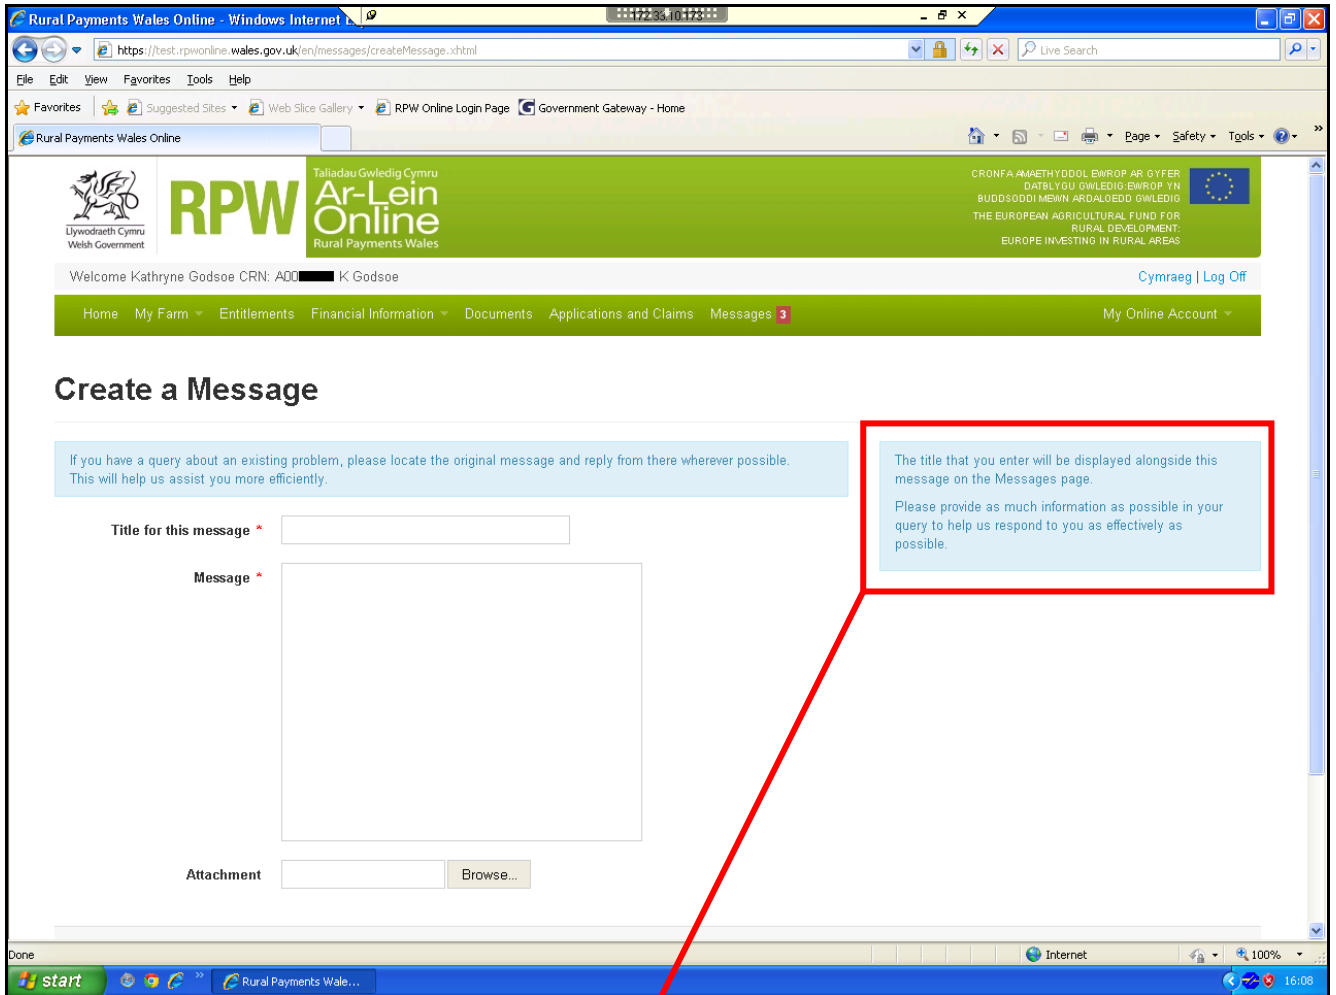 Rural Payments Wales Online - Windows Internet
172.33.10.173
https://test.rpwonline.wales.gov.uk/en/messages/createMessage.xhtml
Live Search
File Edit View Favorites Tools Help
Favorites Suggested Sites Web Slice Gallery RPW Online Login Page Government Gateway - Home
Rural Payments Wales Online
Page Safety Tools
Llywodraeth Cymru
Welsh Government
RPW
Taliadau Gwledig Cymru
Ar-Lein
Online
Rural Payments Wales
CRONFA AMAETHYDDOL EWROP AR GYFER
DATBLYGU GWLEDIG:EWROP YN
BUDDSODDI MEWN ARDALOEDD GWLEDIG
THE EUROPEAN AGRICULTURAL FUND FOR
RURAL DEVELOPMENT:
EUROPE INVESTING IN RURAL AREAS
Welcome Kathryne Godsoe CRN: A00 K Godsoe
Cymraeg | Log Off
Home My Farm Entitlements Financial Information Documents Applications and Claims Messages 3 My Online Account
Create a Message
If you have a query about an existing problem, please locate the original message and reply from there wherever possible.
This will help us assist you more efficiently.
The title that you enter will be displayed alongside this
message on the Messages page.
Please provide as much information as possible in your
query to help us respond to you as effectively as
possible.
Title for this message *
Message *
Attachment
Browse...
Done
Internet
100%
start
Rural Payments Wale...
16:08